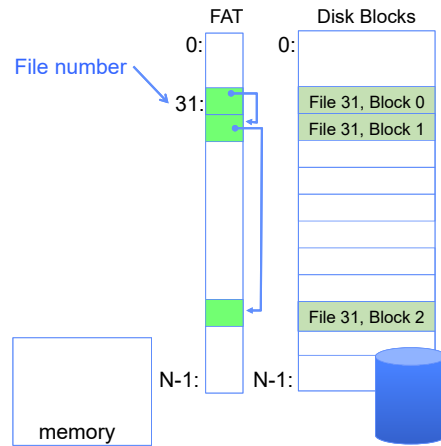 FAT
Disk Blocks
0:
0:
File number
31:
File 31, Block 0
File 31, Block 1
File 31, Block 2
N-1:
N-1:
memory